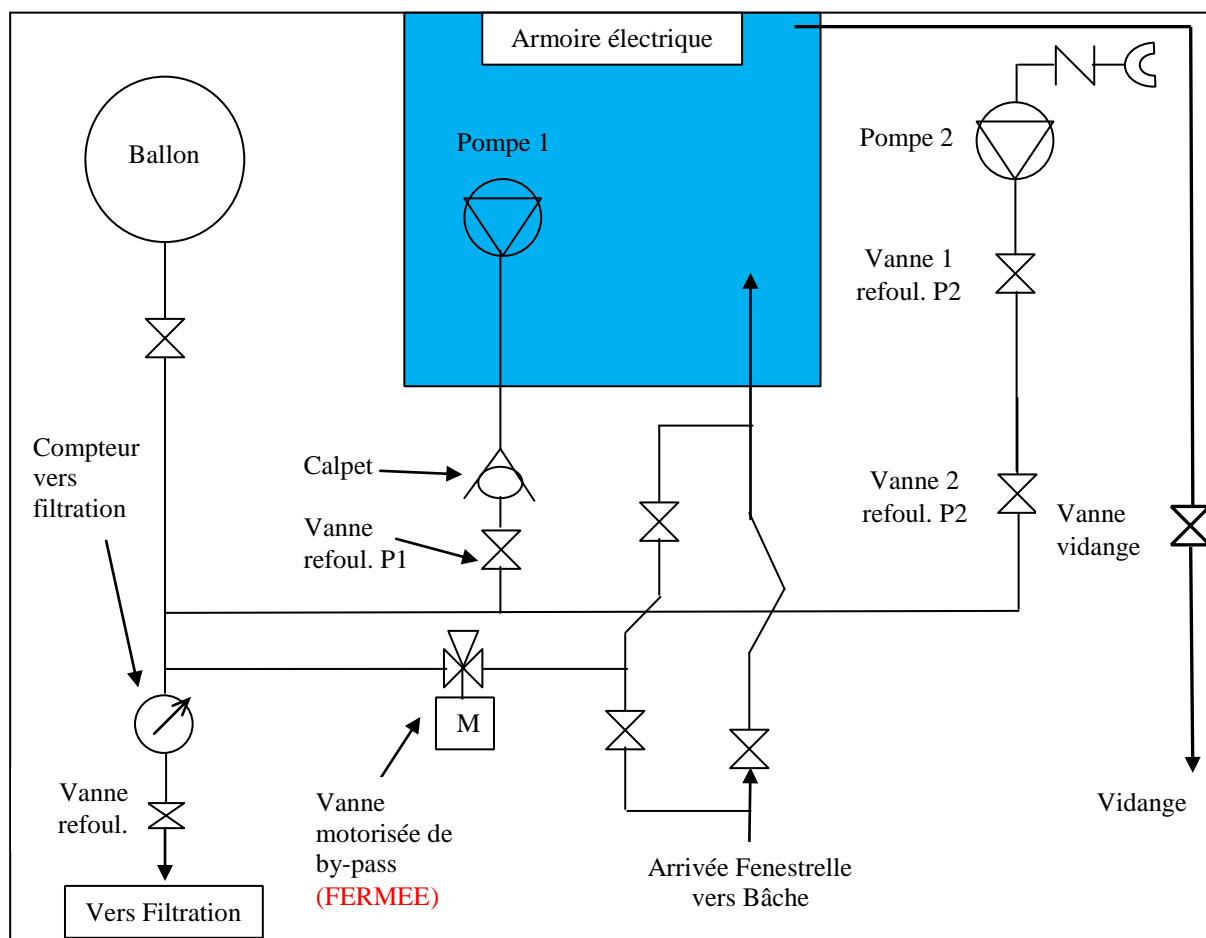 Armoire électrique
Ballon
Pompe 1
Pompe 2
Vanne 1
refoul. P2
Compteur
vers
filtration
Calpet
Vanne
refoul. P1
Vanne 2
refoul. P2
Vanne
vidange
M
Vanne
refoul.
Vanne
motorisée de
by-pass
(FERMEE)
Arrivée Fenestrelle
vers Bâche
Vidange
Vers Filtration